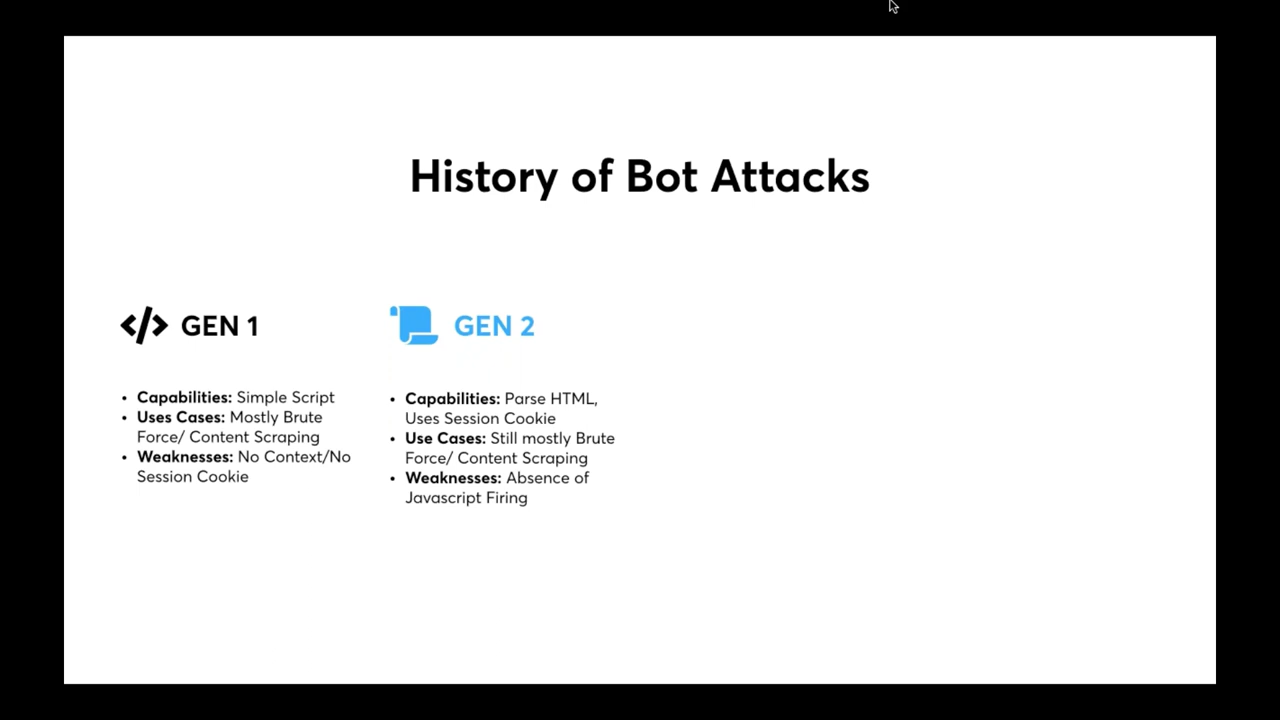 History of Bot Attacks
GEN 1
• Capabilities: Simple Script
• Uses Cases: Mostly Brute
Force/ Content Scraping
• Weaknesses: No Context/No
Session Cookie
GEN 2
• Capabilities: Parse HTML,
Uses Session Cookie
• Use Cases: Still mostly Brute
Force/ Content Scraping
• Weaknesses: Absence of
Javascript Firing